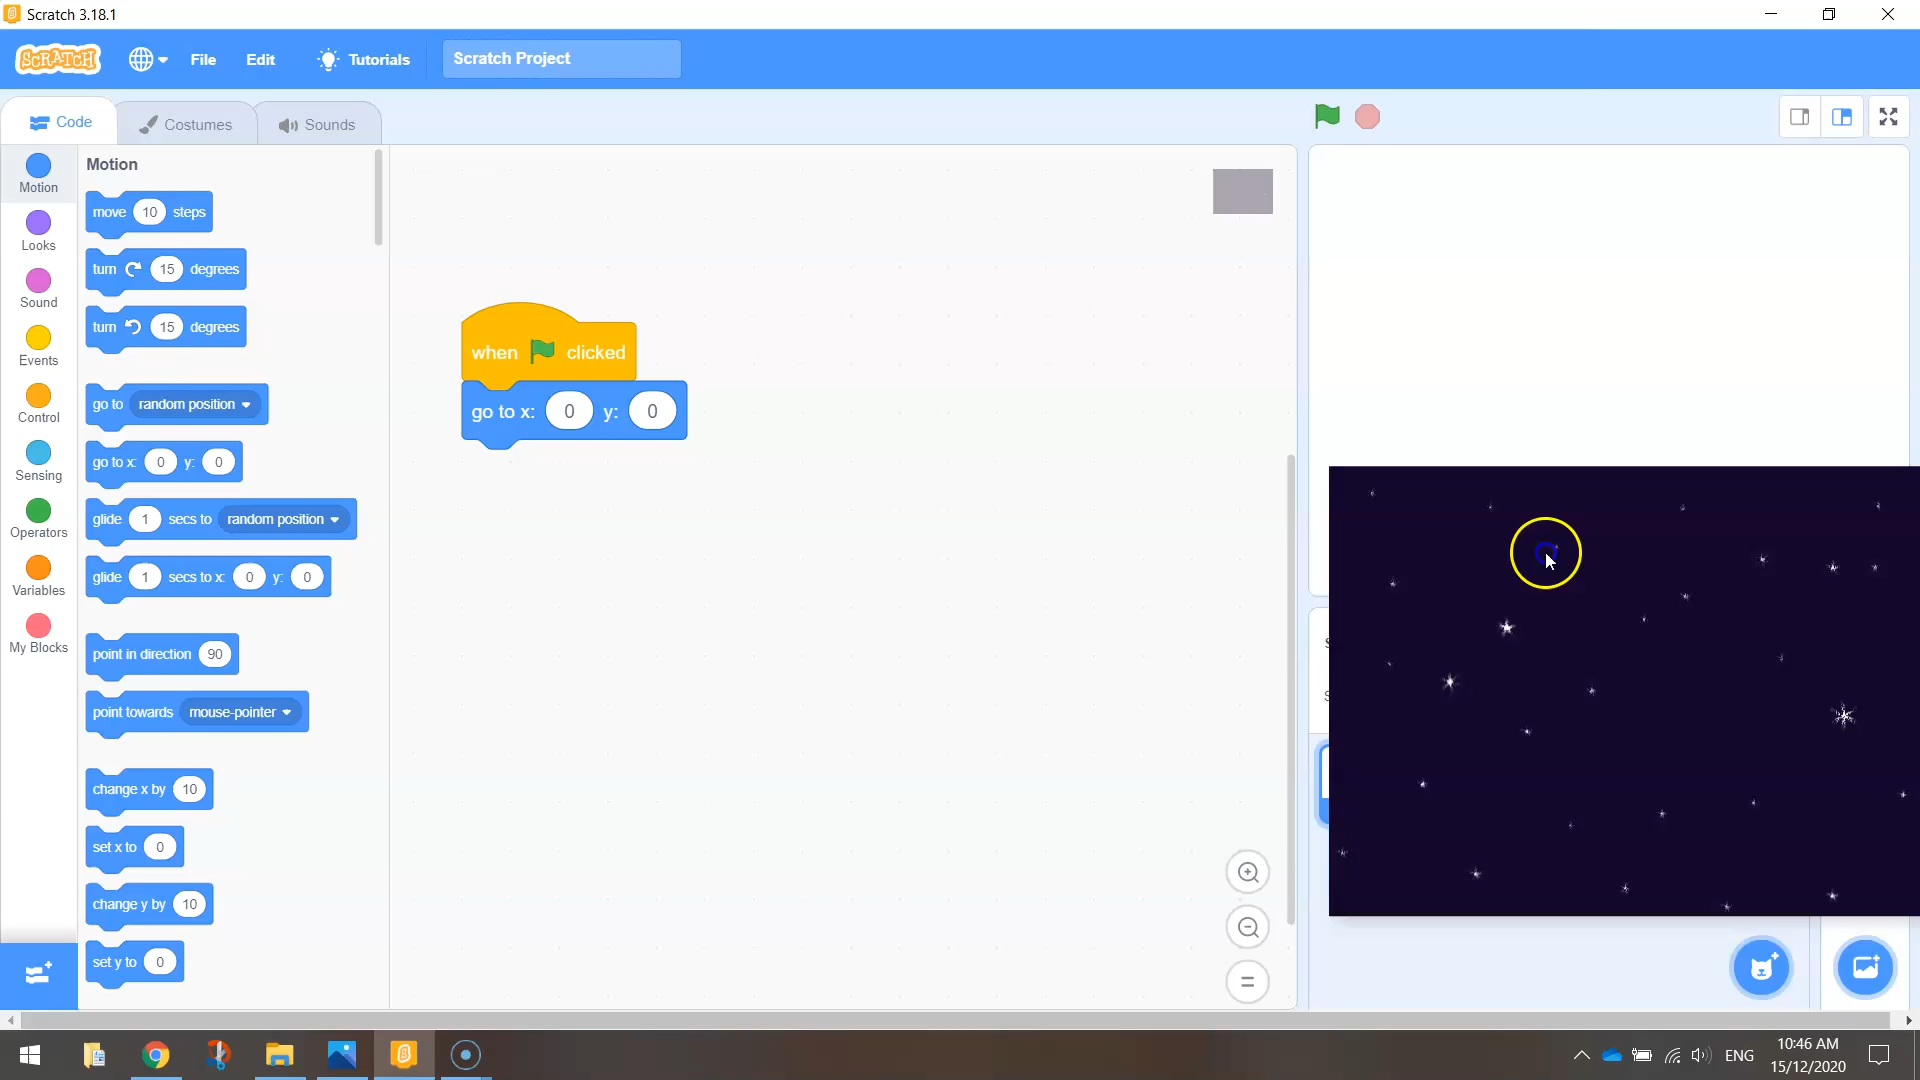 Scratch 3.18.1
SCRATCH
File
Edit
Tutorials
Scratch Project
Code
Costumes
Sounds
Motion
Looks
Sound
Events
Control
Sensing
Operators
Variables
My Blocks
Motion
move 10 steps
turn 15 degrees
turn 15 degrees
go to random position
go to x: 0 y: 0
glide 1 secs to random position
glide 1 secs to x: 0 y: 0
point in direction 90
point towards mouse-pointer
change x by 10
set x to 0
change y by 10
set y to 0
when clicked
go to x: 0 y: 0
ENG
10:46 AM
15/12/2020